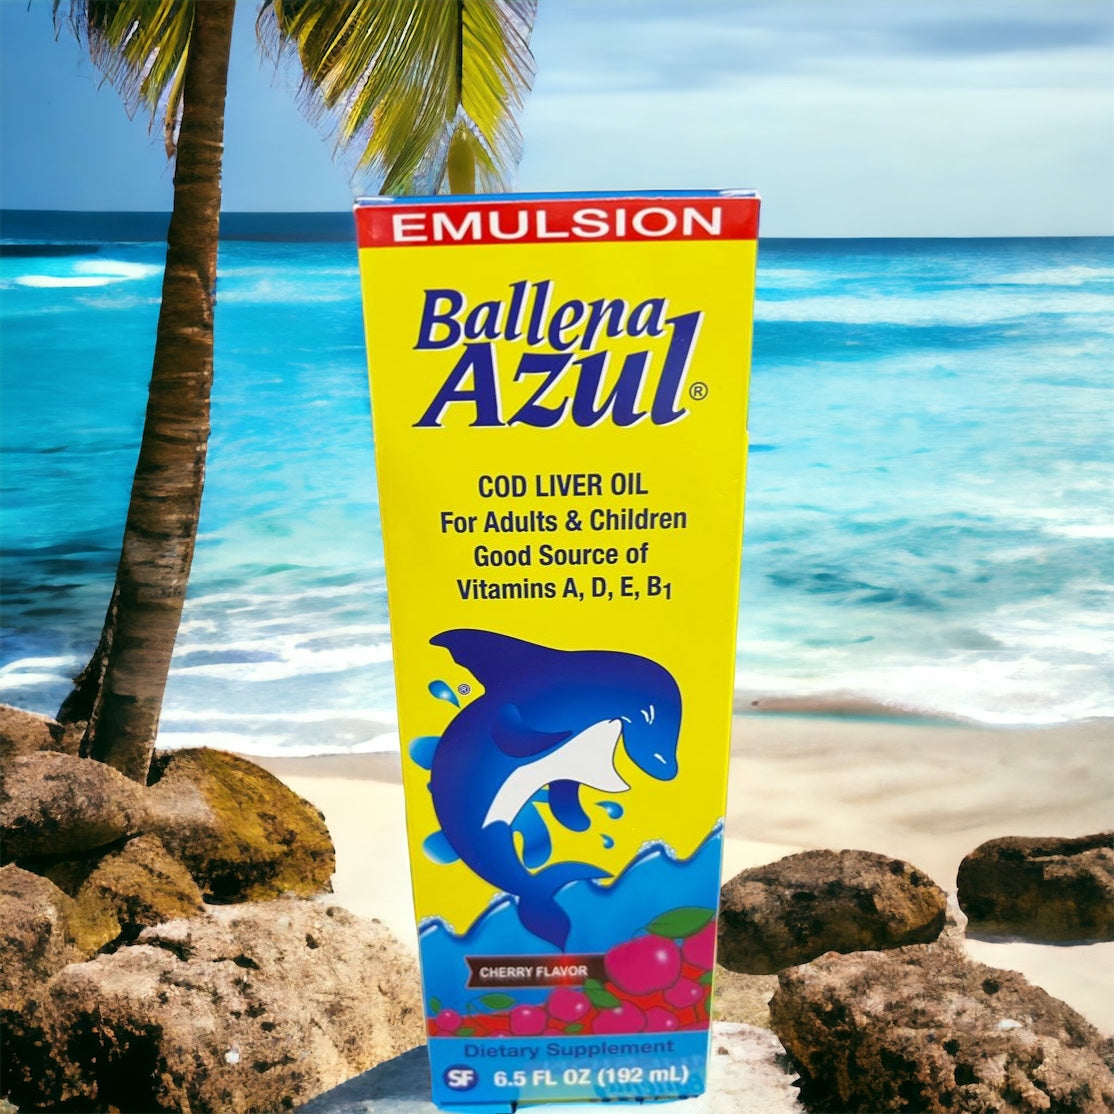 EMULSION
Ballena
Azul®
COD LIVER OIL
For Adults & Children
Good Source of
Vitamins A, D, E, B1
®
CHERRY FLAVOR
Dietary Supplement
SF 6.5 FL OZ (192 mL)